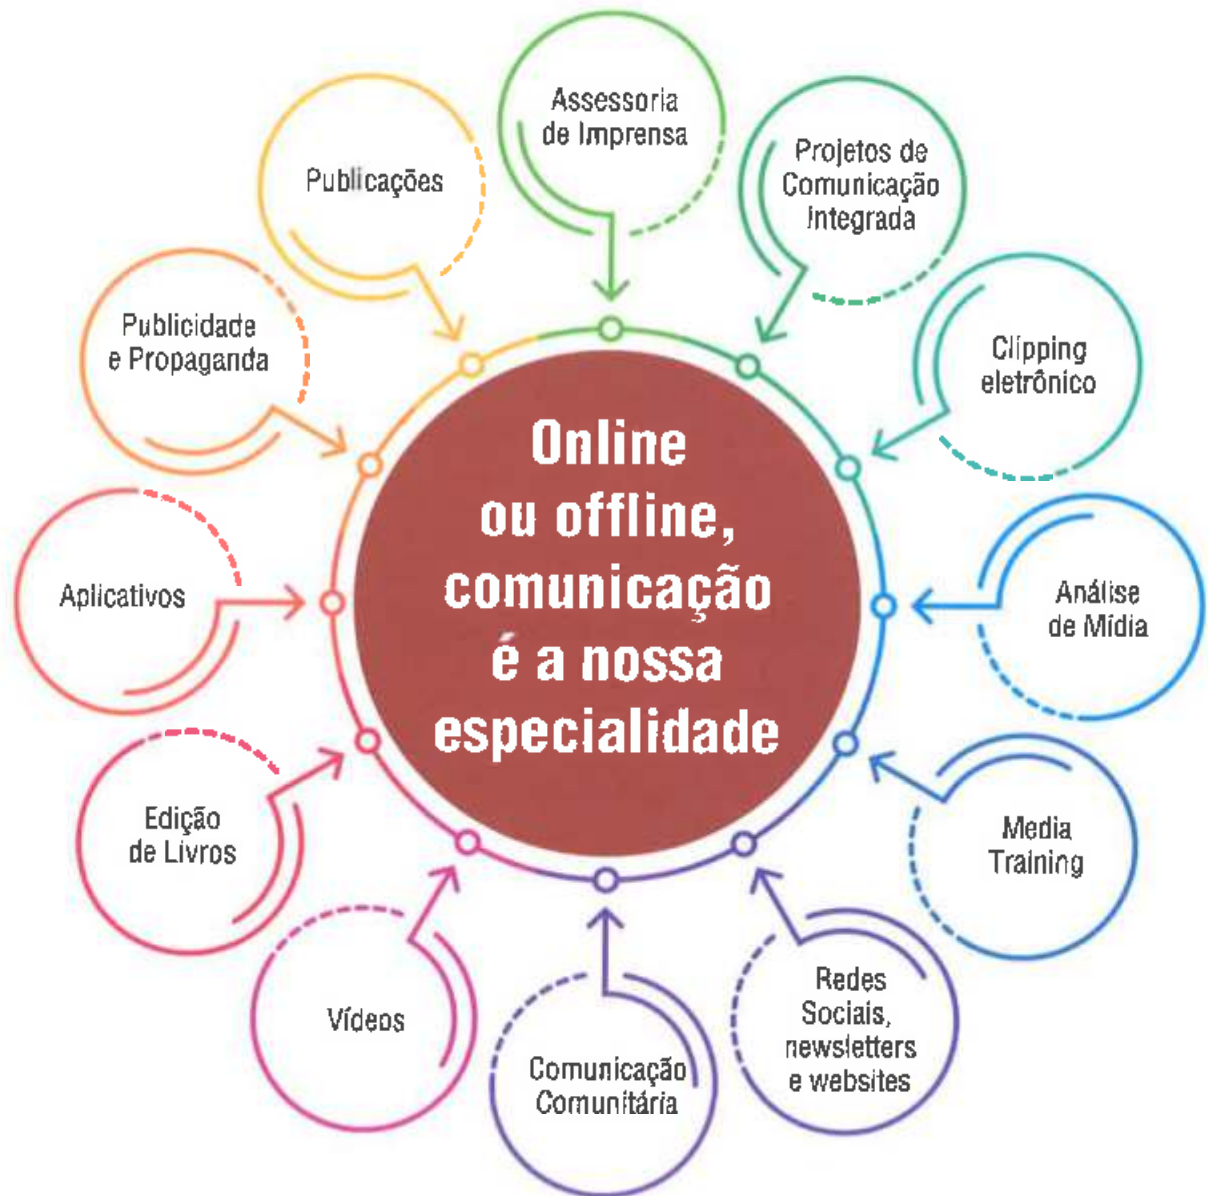 Assessoria
de Imprensa
Projetos de
Comunicação
Integrada
Clipping
eletrônico
Análise
de Mídia
Media
Training
Redes
Sociais,
newsletters
e websites
Comunicação
Comunitária
Vídeos
Edição
de Livros
Aplicativos
Publicidade
e Propaganda
Publicações
Online
ou offline,
comunicação
é a nossa
especialidade